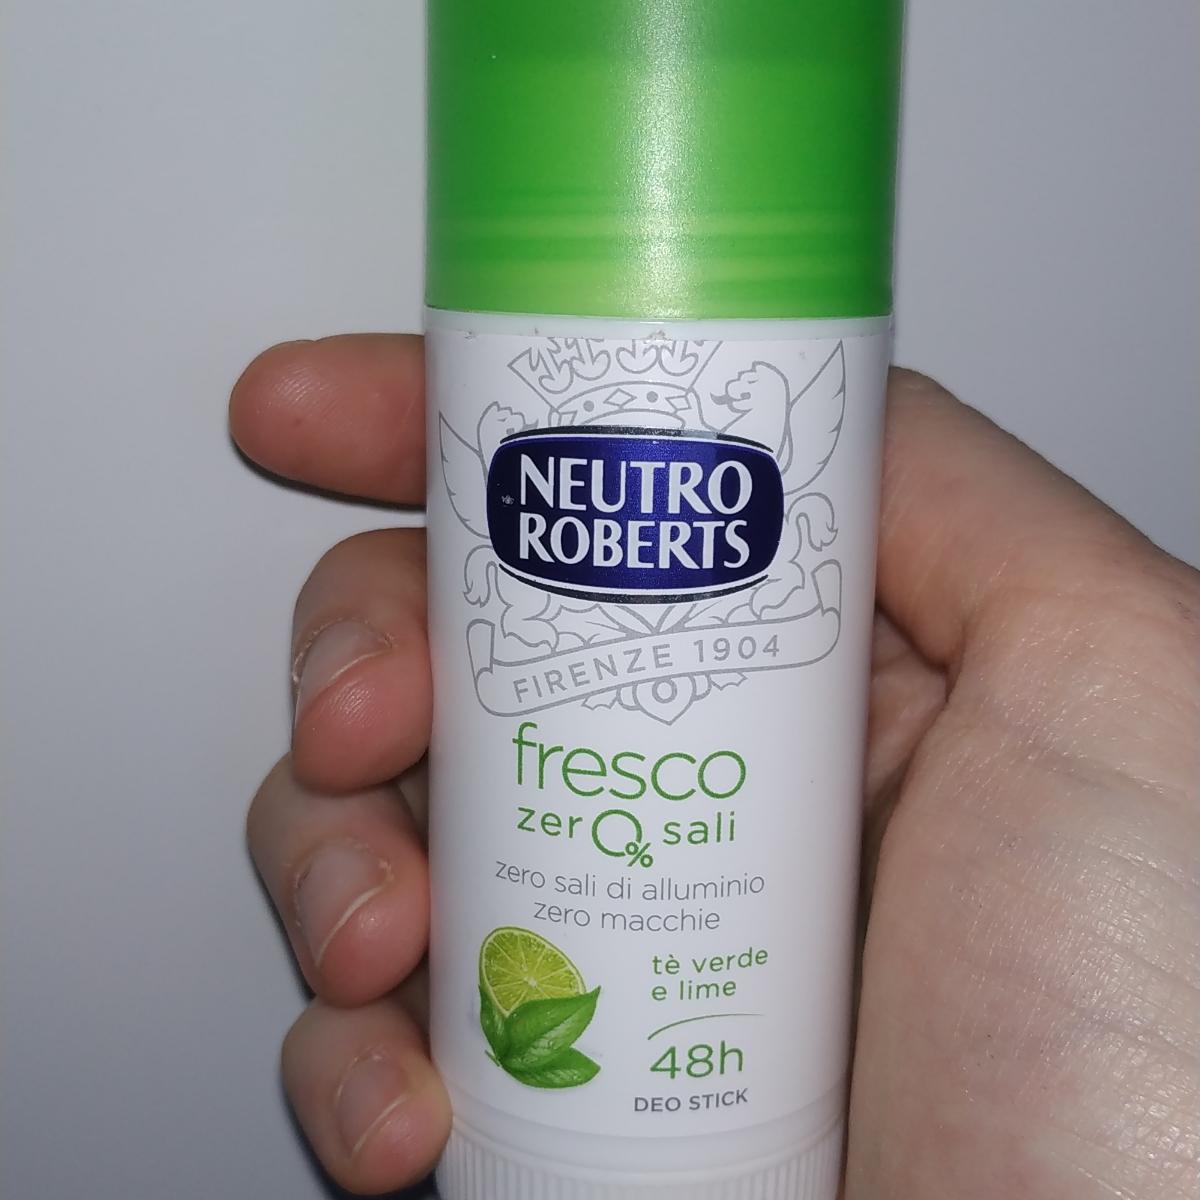 NEUTRO
ROBERTS
FIRENZE 1904
fresco
zer0% sali
zero sali di alluminio
zero macchie
tè verde
e lime
48h
DEO STICK